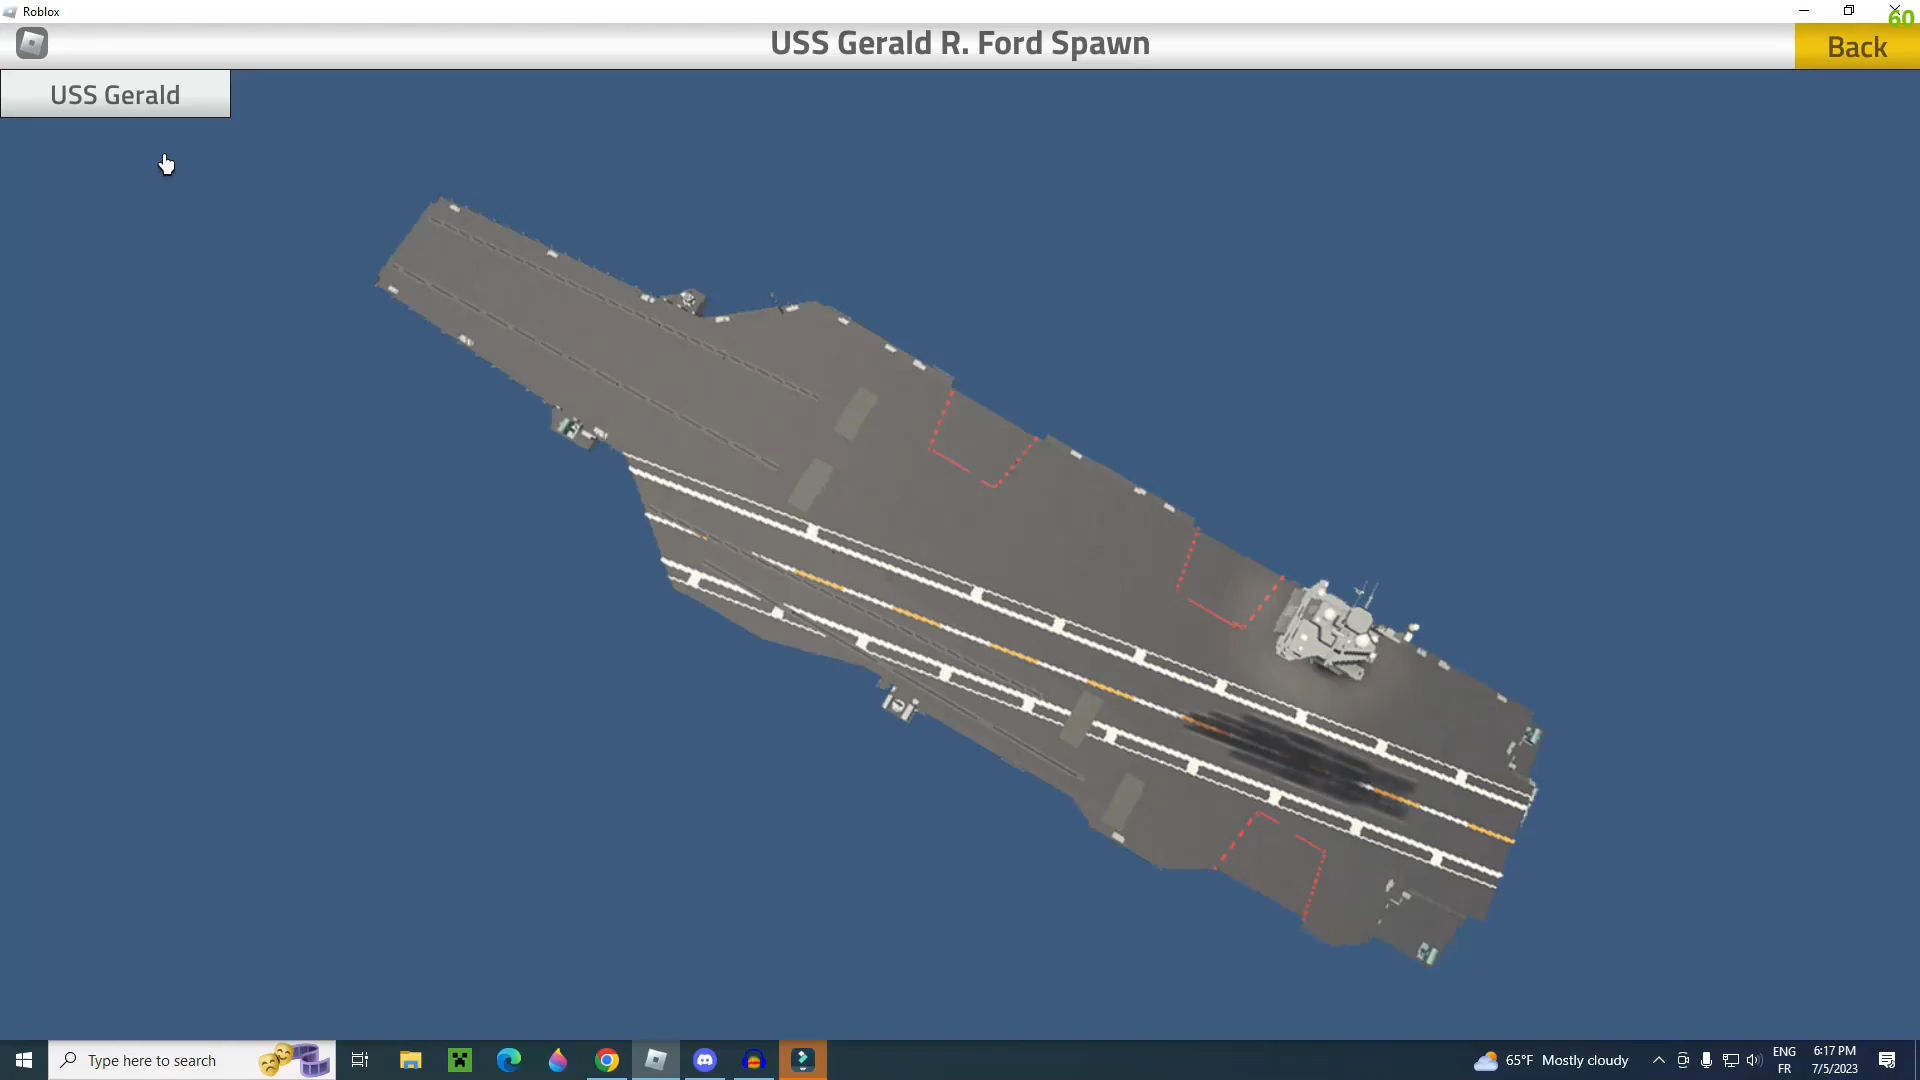 Roblox
60
USS Gerald R. Ford Spawn
Back
USS Gerald
Type here to search
65°F Mostly cloudy
ENG
FR
6:17 PM
7/5/2023